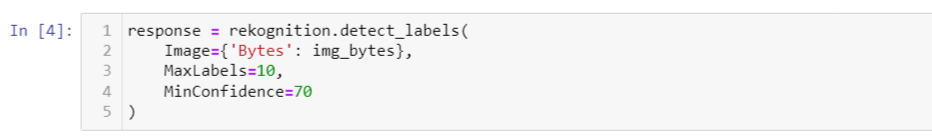 In [4]: 1 response = rekognition.detect_labels(
2     Image={'Bytes': img_bytes},
3     MaxLabels=10,
4     MinConfidence=70
5 )